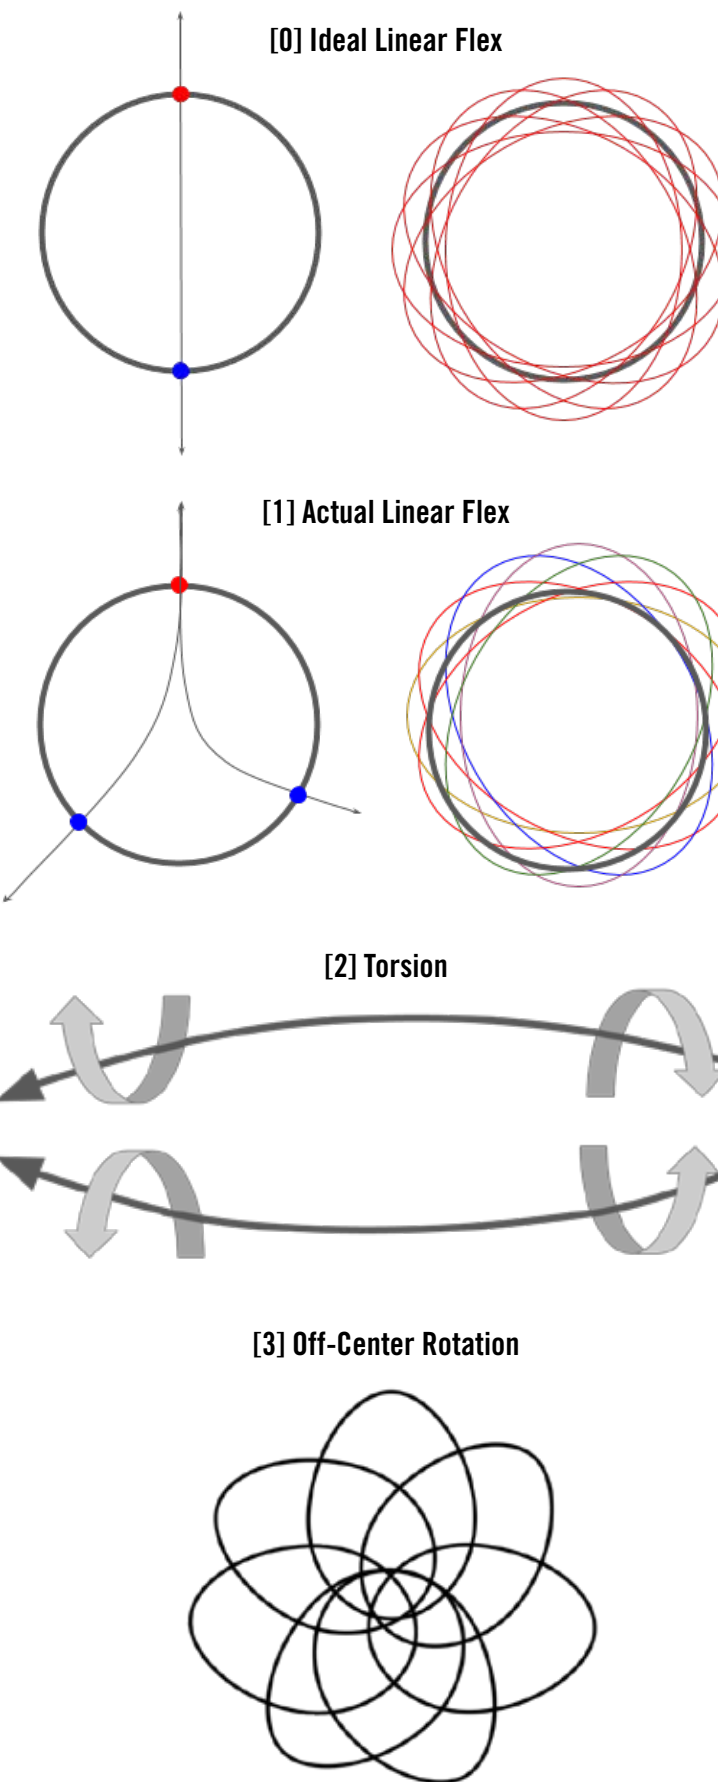 [0] Ideal Linear Flex
[1] Actual Linear Flex
[2] Torsion
[3] Off-Center Rotation